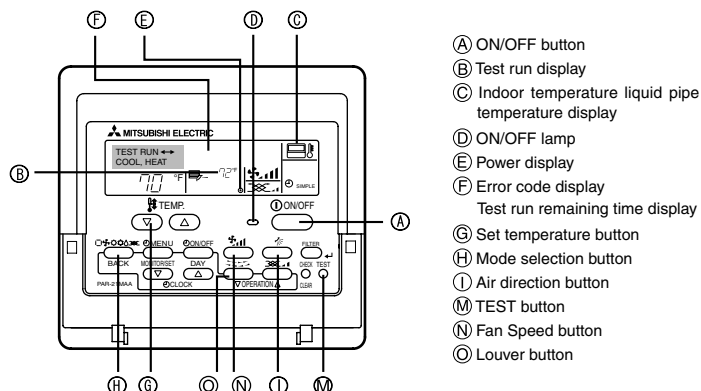 Ⓕ Ⓔ Ⓓ Ⓒ
MITSUBISHI ELECTRIC
TEST RUN ↔
COOL, HEAT
Ⓑ
70 °F
72°F
SIMPLE
TEMP.
ON/OFF
Ⓐ
MENU ON/OFF FILTER
BACK MONITOR/SET DAY CHECK TEST
PAR-21MAA CLOCK OPERATION CLEAR
Ⓗ Ⓖ Ⓞ Ⓝ Ⓘ Ⓜ
Ⓐ ON/OFF button
Ⓑ Test run display
Ⓒ Indoor temperature liquid pipe
temperature display
Ⓓ ON/OFF lamp
Ⓔ Power display
Ⓕ Error code display
Test run remaining time display
Ⓖ Set temperature button
Ⓗ Mode selection button
Ⓘ Air direction button
Ⓜ TEST button
Ⓝ Fan Speed button
Ⓞ Louver button